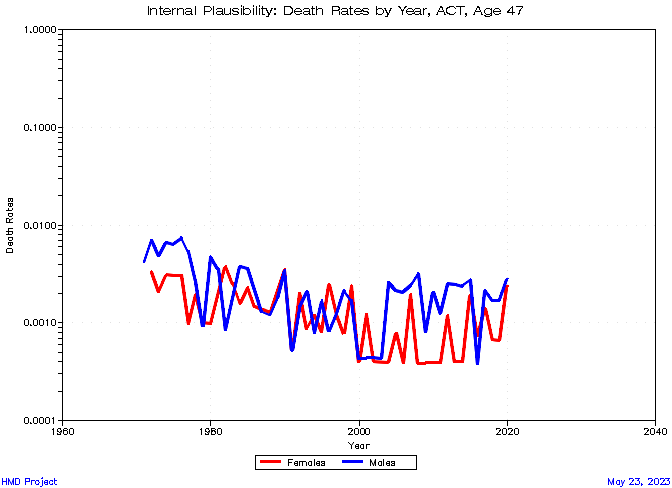 Internal Plausibility: Death Rates by Year, ACT, Age 47
1.0000
0.1000
0.0100
0.0010
0.0001
Death Rates
1960
1980
2000
2020
2040
Year
Females
Males
HMD Project
May 23, 2023